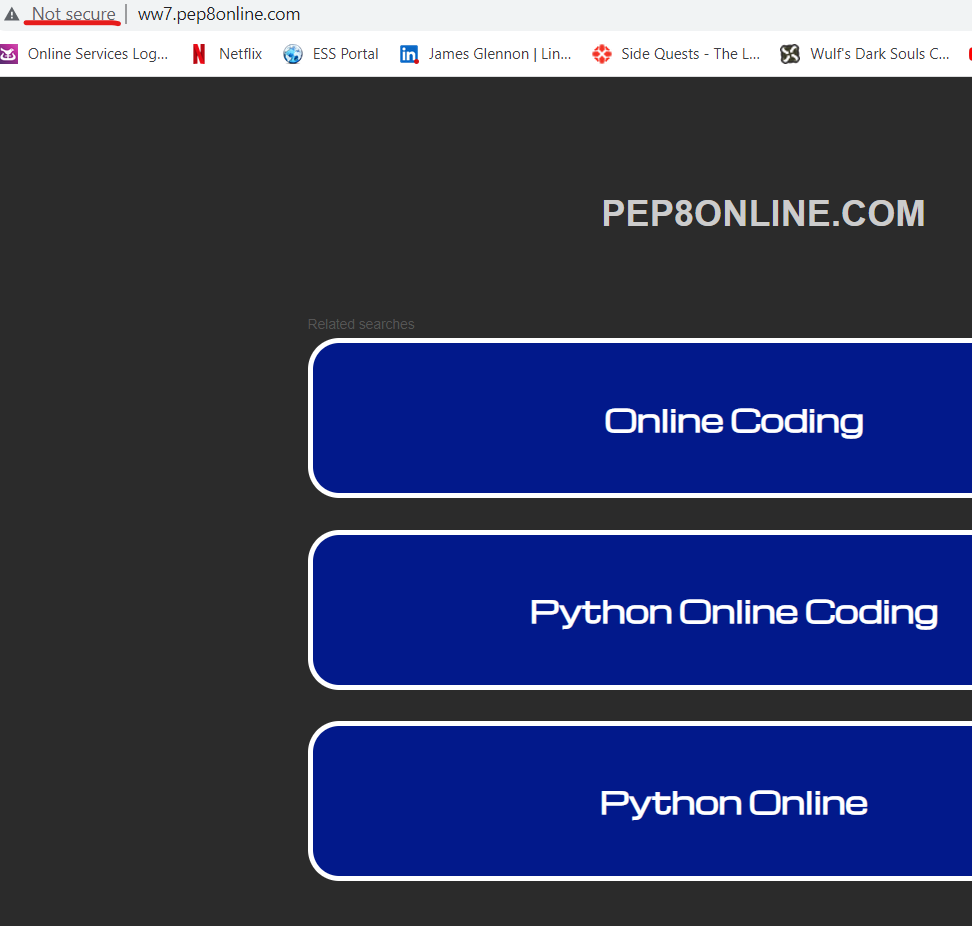 Not secure ww7.pep8online.com
Online Services Log... Netflix ESS Portal James Glennon | Lin... Side Quests - The L... Wulf's Dark Souls C...
PEP8ONLINE.COM
Related searches
Online Coding
Python Online Coding
Python Online